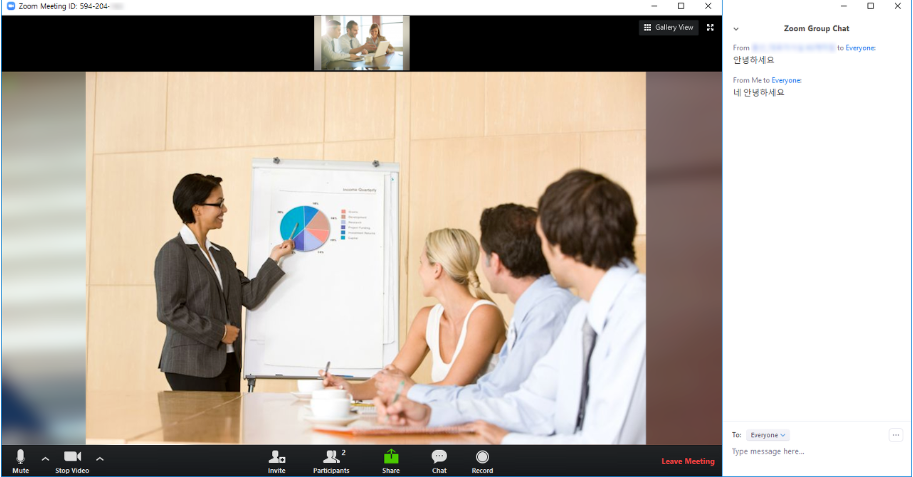 Zoom Meeting ID: 594-204-
Gallery View
Zoom Group Chat
From to Everyone:
안녕하세요
From Me to Everyone:
네 안녕하세요
To: Everyone
Type message here...
Mute
Stop Video
Invite
Participants 2
Share
Chat
Record
Leave Meeting